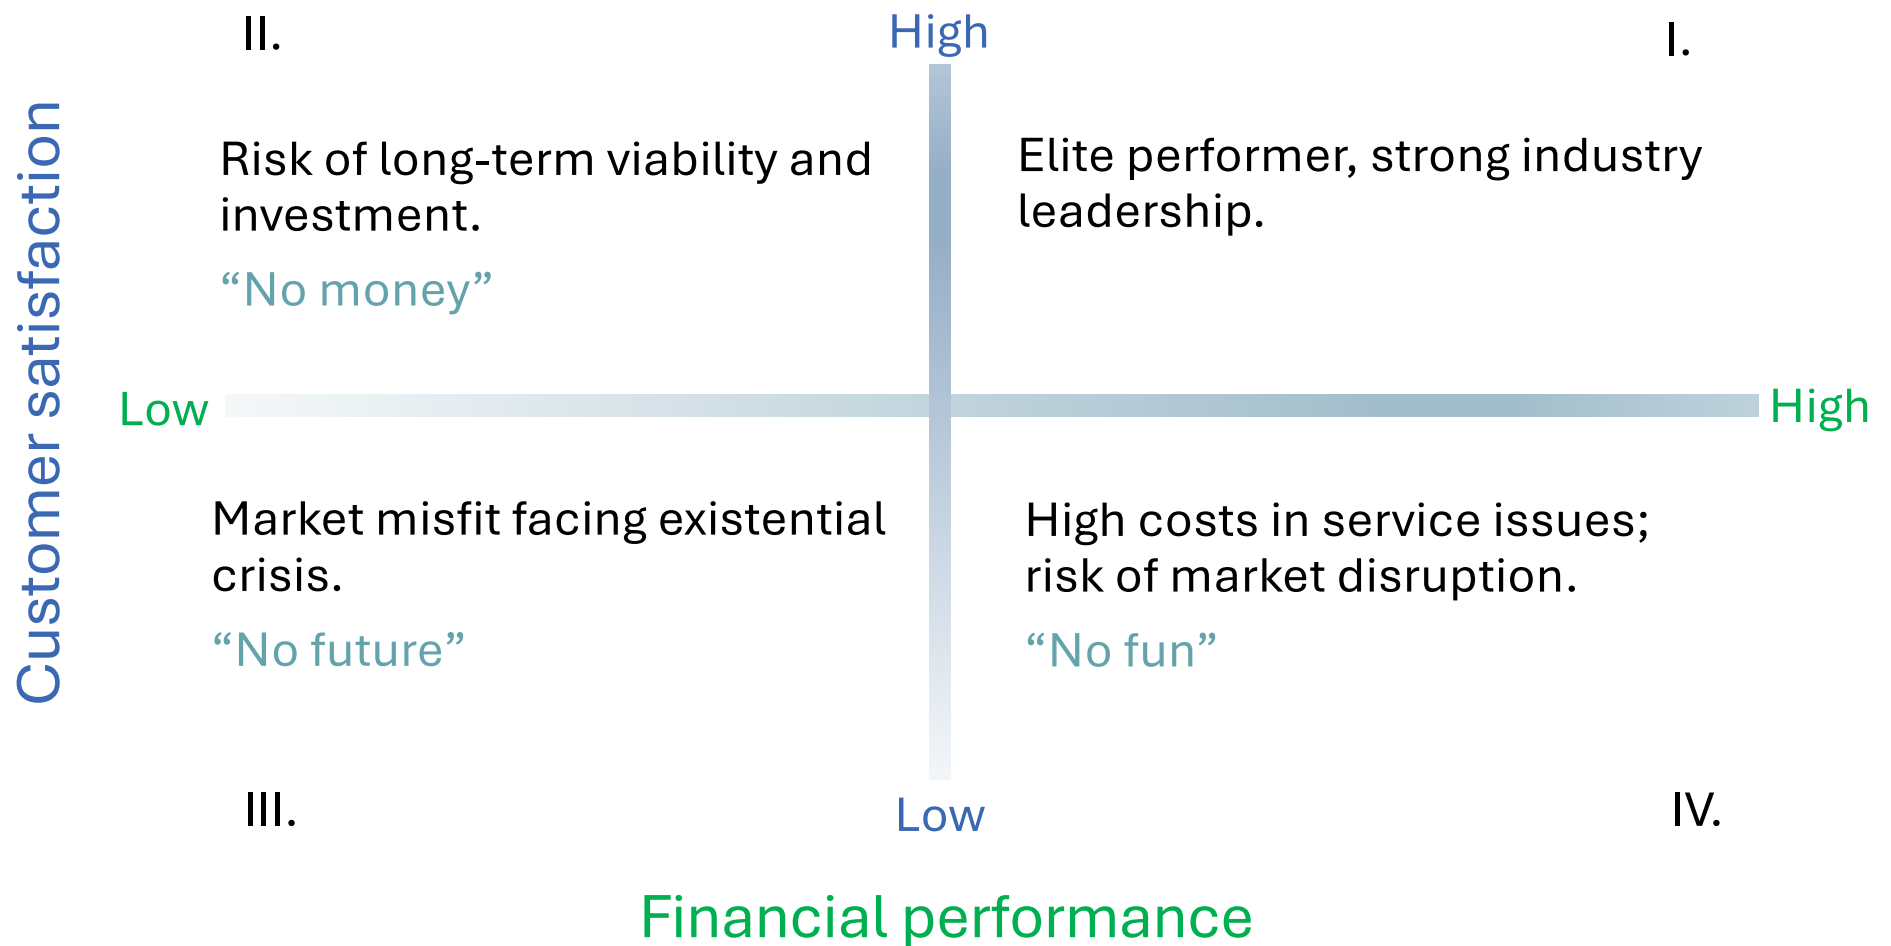 II.
High
I.
Customer satisfaction
Risk of long-term viability and
investment.
“No money”
Elite performer, strong industry
leadership.
Low
High
Market misfit facing existential
crisis.
“No future”
High costs in service issues;
risk of market disruption.
“No fun”
III.
Low
IV.
Financial performance